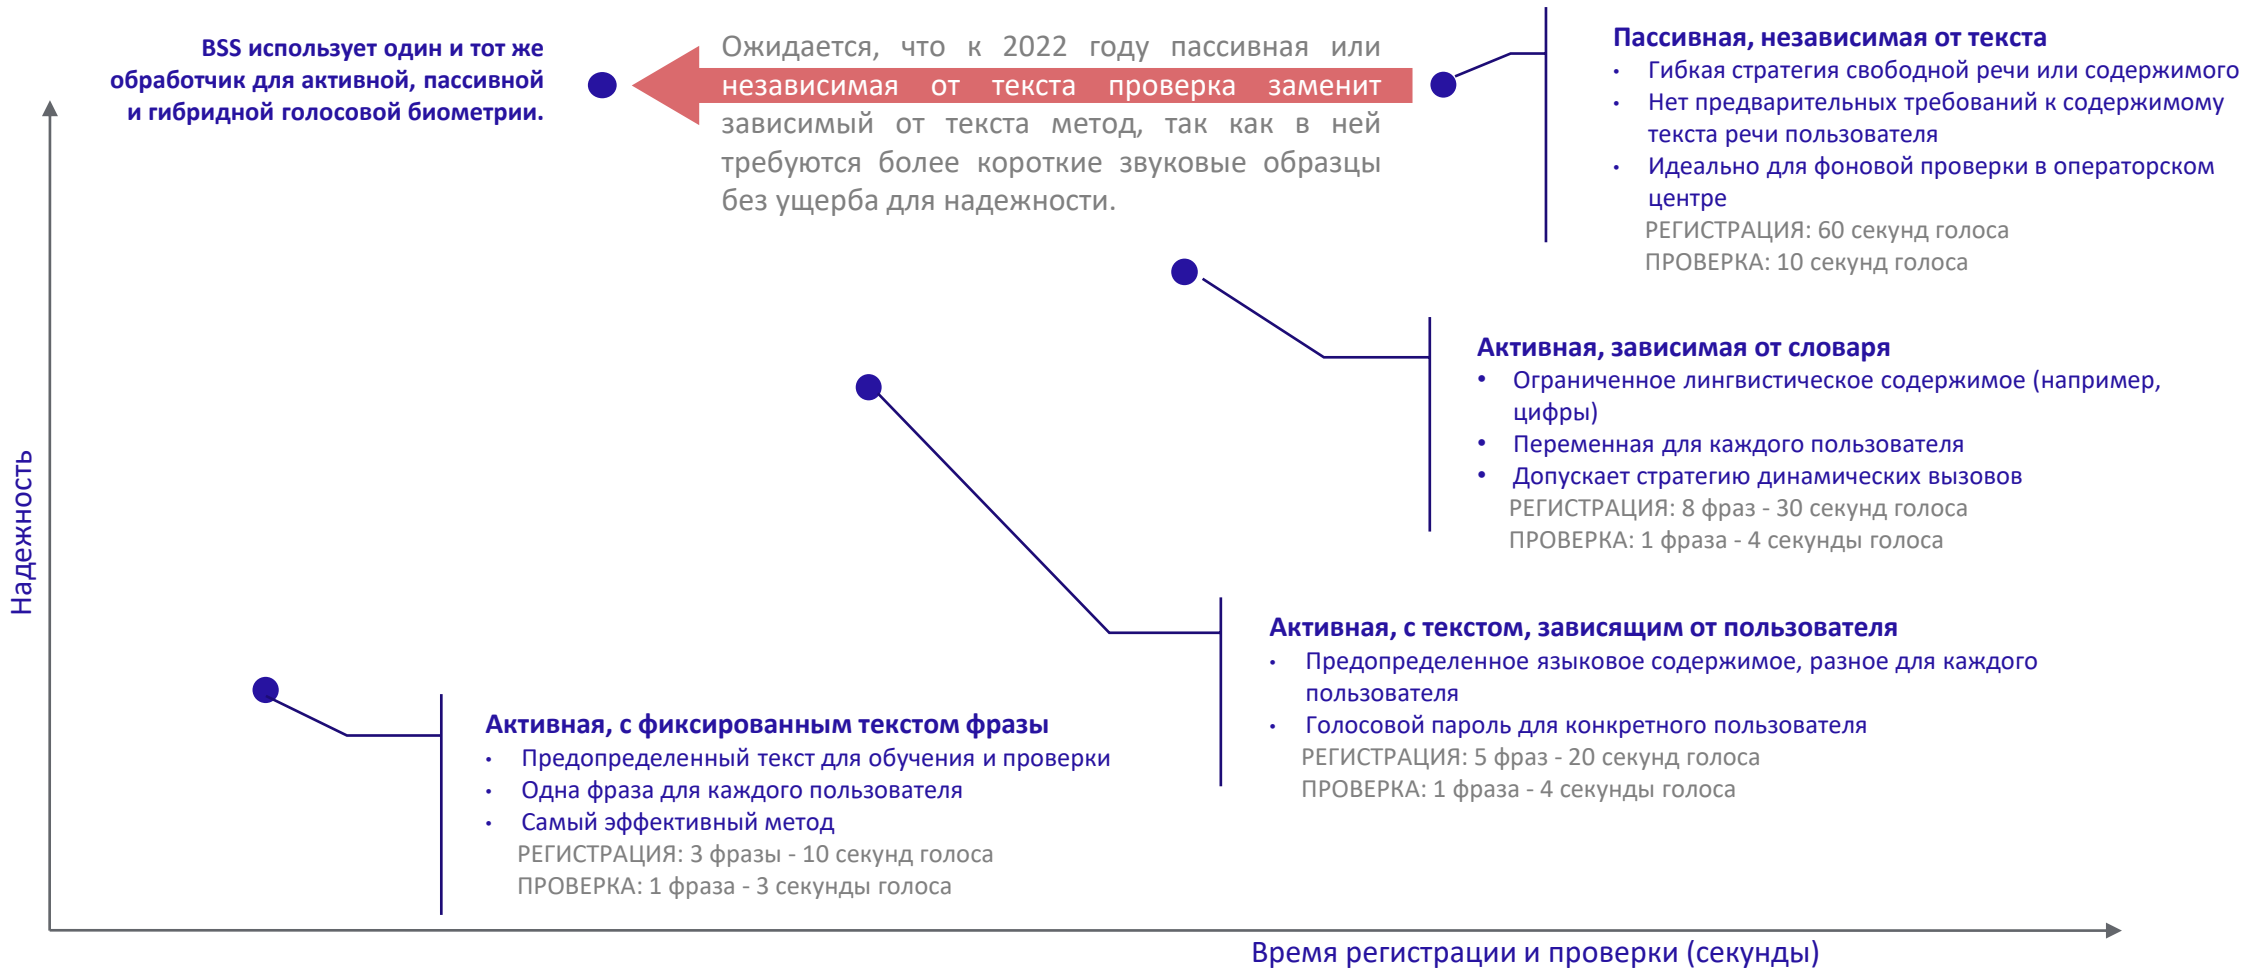 BSS использует один и тот же
обработчик для активной, пассивной
и гибридной голосовой биометрии.
Ожидается, что к 2022 году пассивная или
независимая от текста проверка заменит
зависимый от текста метод, так как в ней
требуются более короткие звуковые образцы
без ущерба для надежности.
Пассивная, независимая от текста
• Гибкая стратегия свободной речи или содержимого
• Нет предварительных требований к содержимому
текста речи пользователя
• Идеально для фоновой проверки в операторском
центре
РЕГИСТРАЦИЯ: 60 секунд голоса
ПРОВЕРКА: 10 секунд голоса
Активная, зависимая от словаря
• Ограниченное лингвистическое содержимое (например,
цифры)
• Переменная для каждого пользователя
• Допускает стратегию динамических вызовов
РЕГИСТРАЦИЯ: 8 фраз - 30 секунд голоса
ПРОВЕРКА: 1 фраза - 4 секунды голоса
Активная, с текстом, зависящим от пользователя
• Предопределенное языковое содержимое, разное для каждого
пользователя
• Голосовой пароль для конкретного пользователя
РЕГИСТРАЦИЯ: 5 фраз - 20 секунд голоса
ПРОВЕРКА: 1 фраза - 4 секунды голоса
Активная, с фиксированным текстом фразы
• Предопределенный текст для обучения и проверки
• Одна фраза для каждого пользователя
• Самый эффективный метод
РЕГИСТРАЦИЯ: 3 фразы - 10 секунд голоса
ПРОВЕРКА: 1 фраза - 3 секунды голоса
Надежность
Время регистрации и проверки (секунды)